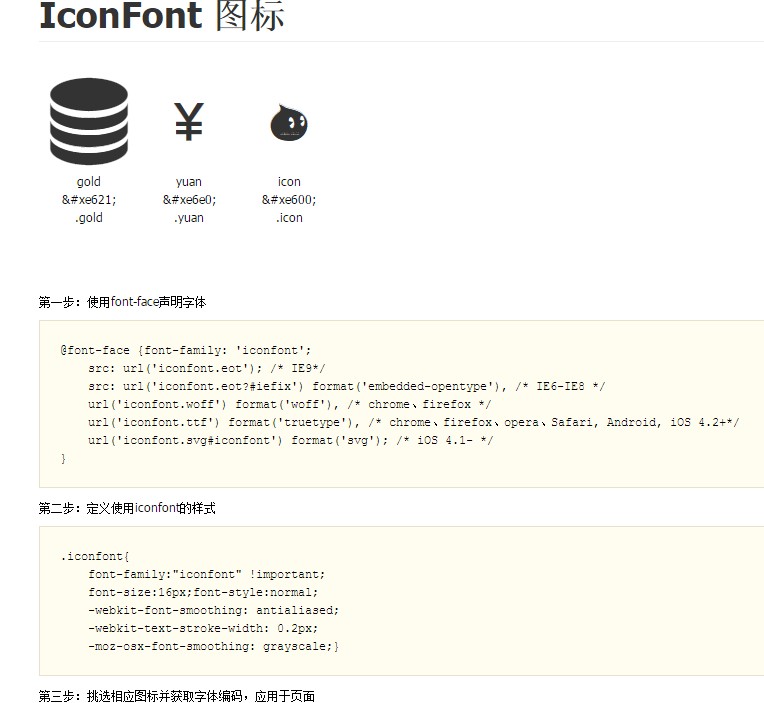 IconFont 图标
¥
gold yuan icon
&#xe621; &#xe6e0; &#xe600;
.gold .yuan .icon
第一步：使用font-face声明字体
@font-face {font-family: 'iconfont';
src: url('iconfont.eot'); /* IE9*/
src: url('iconfont.eot?#iefix') format('embedded-opentype'), /* IE6-IE8 */
url('iconfont.woff') format('woff'), /* chrome、firefox */
url('iconfont.ttf') format('truetype'), /* chrome、firefox、opera、Safari, Android, iOS 4.2+*/
url('iconfont.svg#iconfont') format('svg'); /* iOS 4.1- */
}
第二步：定义使用iconfont的样式
.iconfont{
font-family:"iconfont" !important;
font-size:16px;font-style:normal;
-webkit-font-smoothing: antialiased;
-webkit-text-stroke-width: 0.2px;
-moz-osx-font-smoothing: grayscale;}
第三步：挑选相应图标并获取字体编码，应用于页面